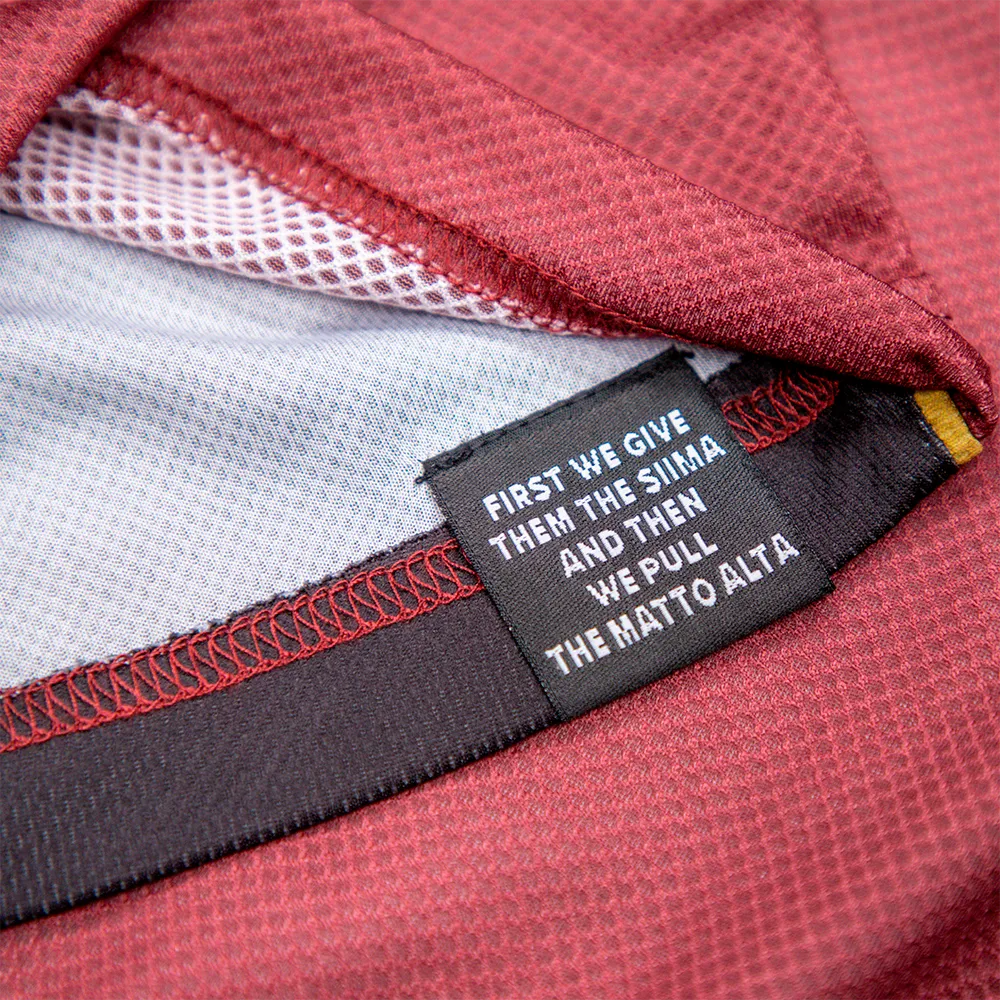 FIRST WE GIVE
THEM THE SIIMA
AND THEN
WE PULL
THE MATTO ALTA